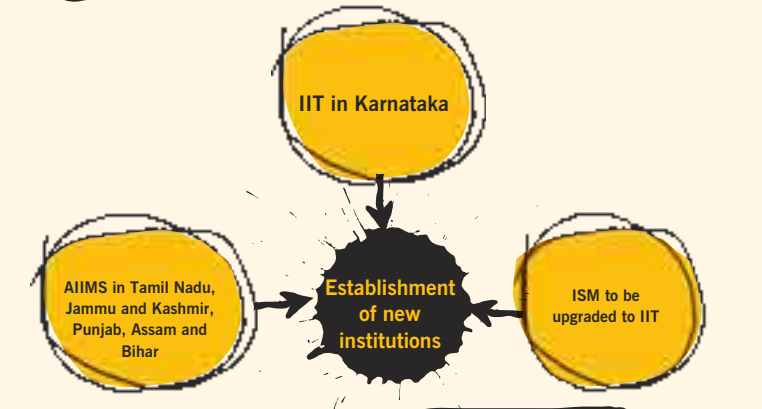 IIT in Karnataka
AIIMS in Tamil Nadu,
Jammu and Kashmir,
Punjab, Assam and
Bihar
Establishment
of new
institutions
ISM to be
upgraded to IIT